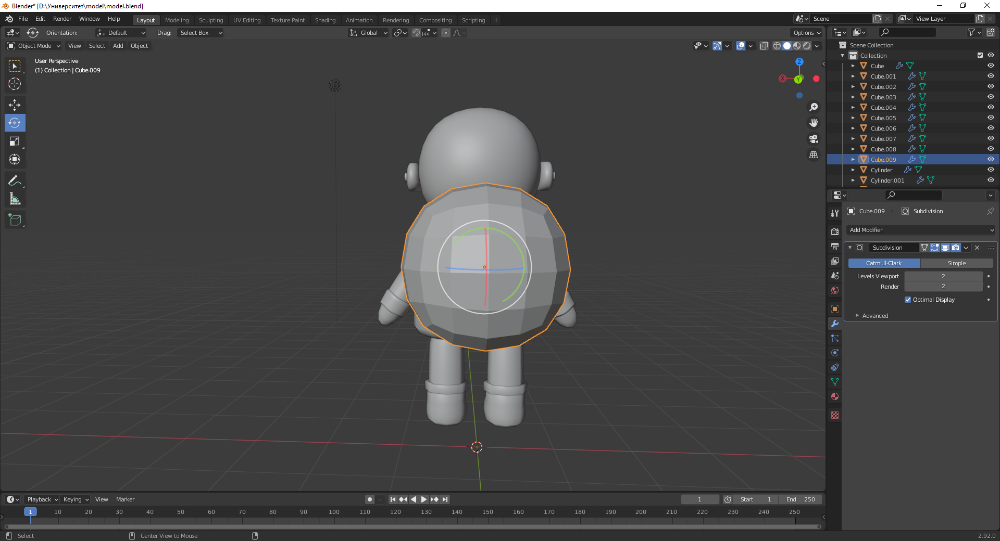 Blender* [D:\Университет\model\model.blend]
File Edit Render Window Help Layout Modeling Sculpting UV Editing Texture Paint Shading Animation Rendering Compositing Scripting + Scene View Layer
Orientation: Default Drag: Select Box Global Options
Object Mode View Select Add Object
User Perspective
(1) Collection | Cube.009
Z
X
Y
Scene Collection
Collection
Cube
Cube.001
Cube.002
Cube.003
Cube.004
Cube.005
Cube.006
Cube.007
Cube.008
Cube.009
Cylinder
Cylinder.001
Cube.009 Subdivision
Add Modifier
Subdivision
Catmull-Clark Simple
Levels Viewport 2
Render 2
Optimal Display
Advanced
Playback Keying View Marker 1 Start 1 End 250
1 10 20 30 40 50 60 70 80 90 100 110 120 130 140 150 160 170 180 190 200 210 220 230 240 250
Select Center View to Mouse 2.92.0